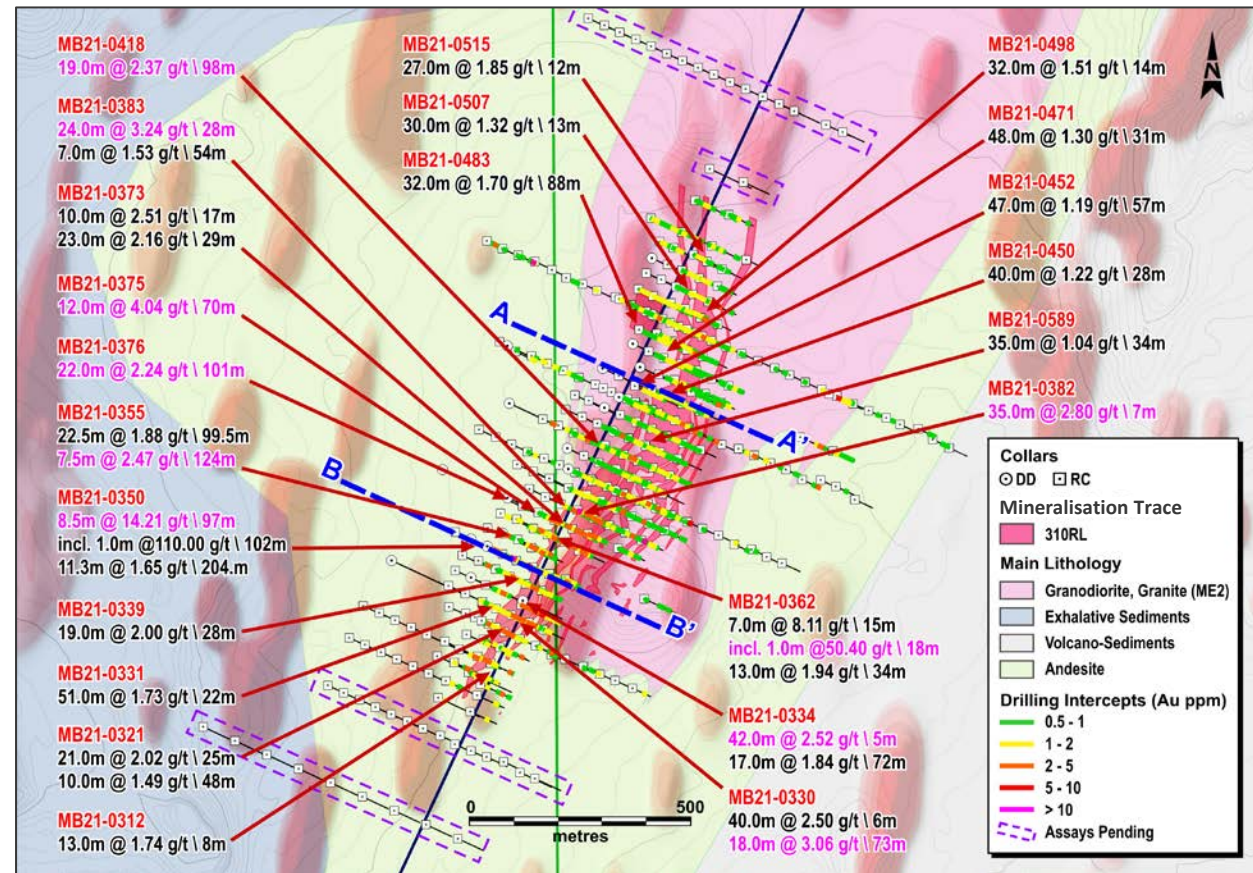 MB21-0418
19.0m @ 2.37 g/t \ 98m
MB21-0383
24.0m @ 3.24 g/t \ 28m
7.0m @ 1.53 g/t \ 54m
MB21-0373
10.0m @ 2.51 g/t \ 17m
23.0m @ 2.16 g/t \ 29m
MB21-0375
12.0m @ 4.04 g/t \ 70m
MB21-0376
22.0m @ 2.24 g/t \ 101m
MB21-0355
22.5m @ 1.88 g/t \ 99.5m
7.5m @ 2.47 g/t \ 124m
MB21-0350
8.5m @ 14.21 g/t \ 97m
incl. 1.0m @110.00 g/t \ 102m
11.3m @ 1.65 g/t \ 204.m
MB21-0339
19.0m @ 2.00 g/t \ 28m
MB21-0331
51.0m @ 1.73 g/t \ 22m
MB21-0321
21.0m @ 2.02 g/t \ 25m
10.0m @ 1.49 g/t \ 48m
MB21-0312
13.0m @ 1.74 g/t \ 8m
MB21-0515
27.0m @ 1.85 g/t \ 12m
MB21-0507
30.0m @ 1.32 g/t \ 13m
MB21-0483
32.0m @ 1.70 g/t \ 88m
A
A'
B
B'
0 500
metres
MB21-0362
7.0m @ 8.11 g/t \ 15m
incl. 1.0m @50.40 g/t \ 18m
13.0m @ 1.94 g/t \ 34m
MB21-0334
42.0m @ 2.52 g/t \ 5m
17.0m @ 1.84 g/t \ 72m
MB21-0330
40.0m @ 2.50 g/t \ 6m
18.0m @ 3.06 g/t \ 73m
MB21-0498
32.0m @ 1.51 g/t \ 14m
MB21-0471
48.0m @ 1.30 g/t \ 31m
MB21-0452
47.0m @ 1.19 g/t \ 57m
MB21-0450
40.0m @ 1.22 g/t \ 28m
MB21-0589
35.0m @ 1.04 g/t \ 34m
MB21-0382
35.0m @ 2.80 g/t \ 7m
N
Collars
DD RC
Mineralisation Trace
310RL
Main Lithology
Granodiorite, Granite (ME2)
Exhalative Sediments
Volcano-Sediments
Andesite
Drilling Intercepts (Au ppm)
0.5 - 1
1 - 2
2 - 5
5 - 10
> 10
Assays Pending